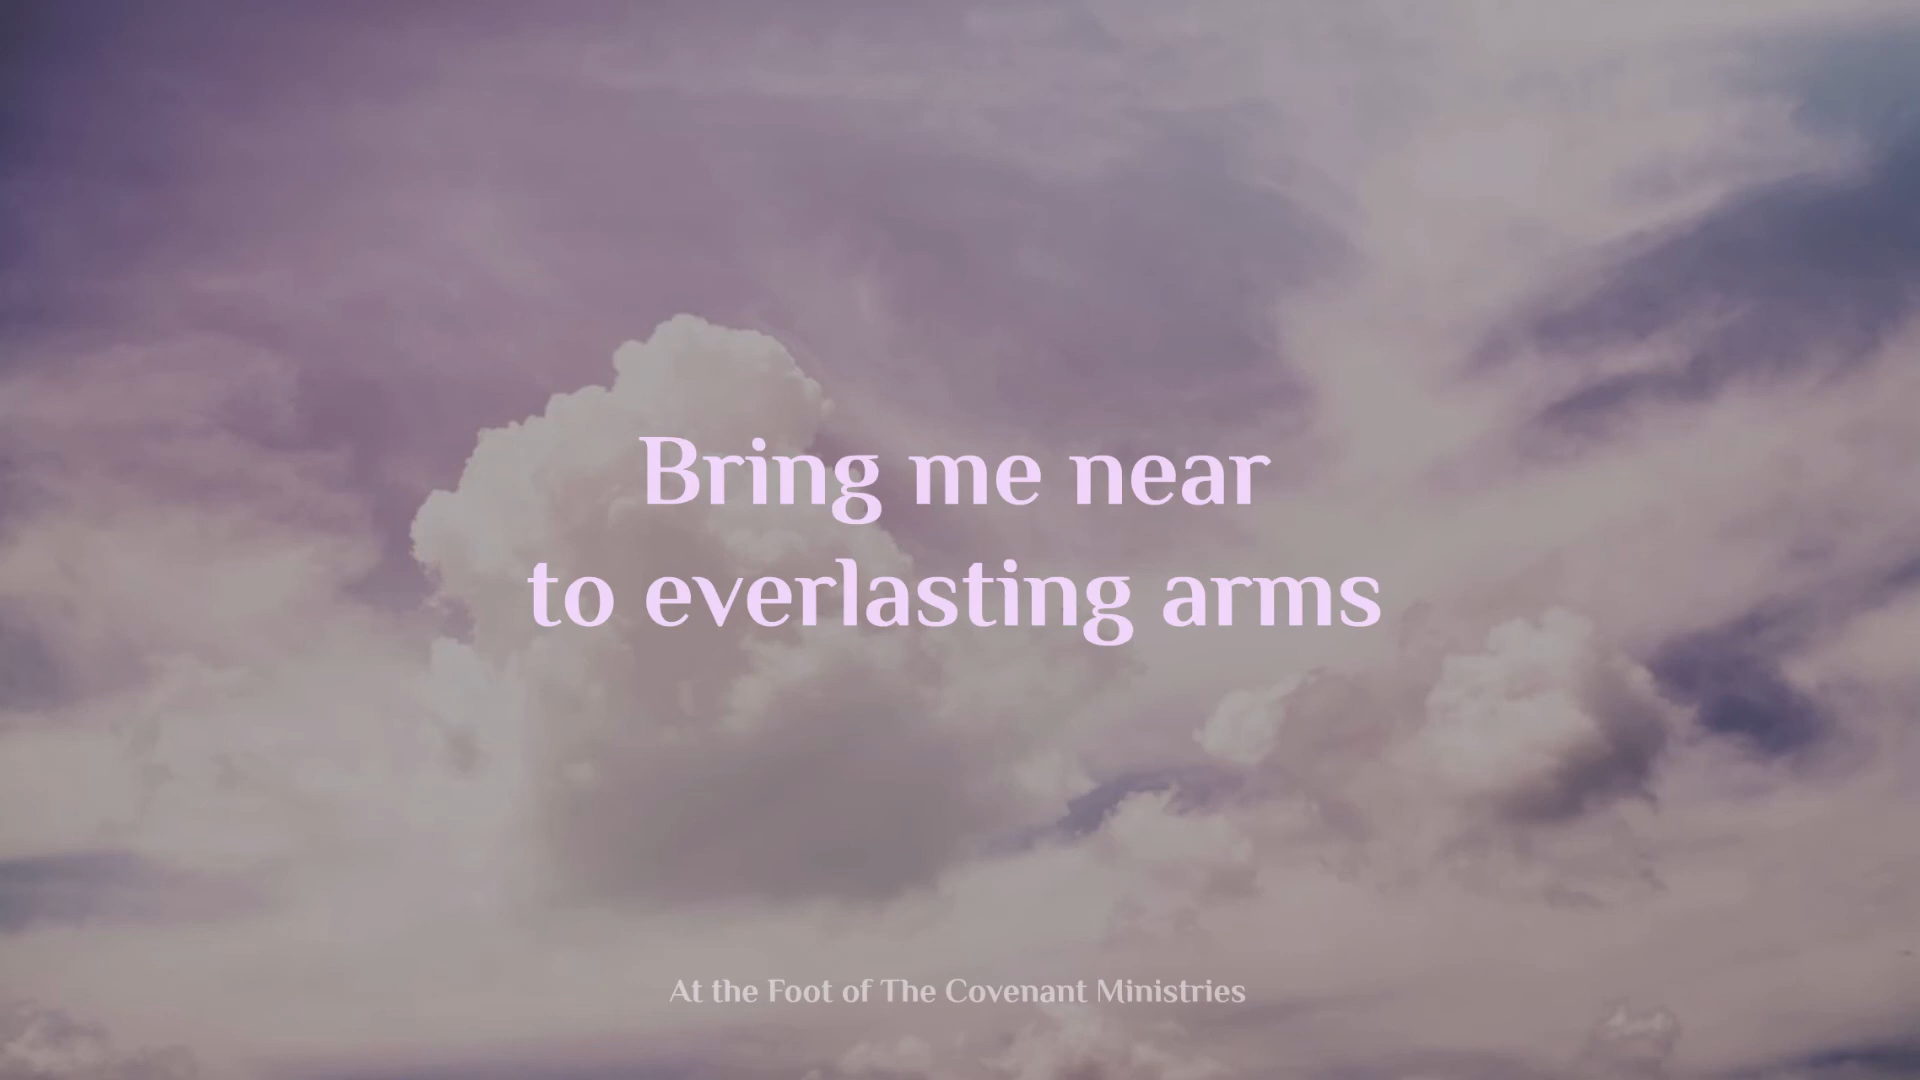 Bring me near
to everlasting arms
At the Foot of The Covenant Ministries